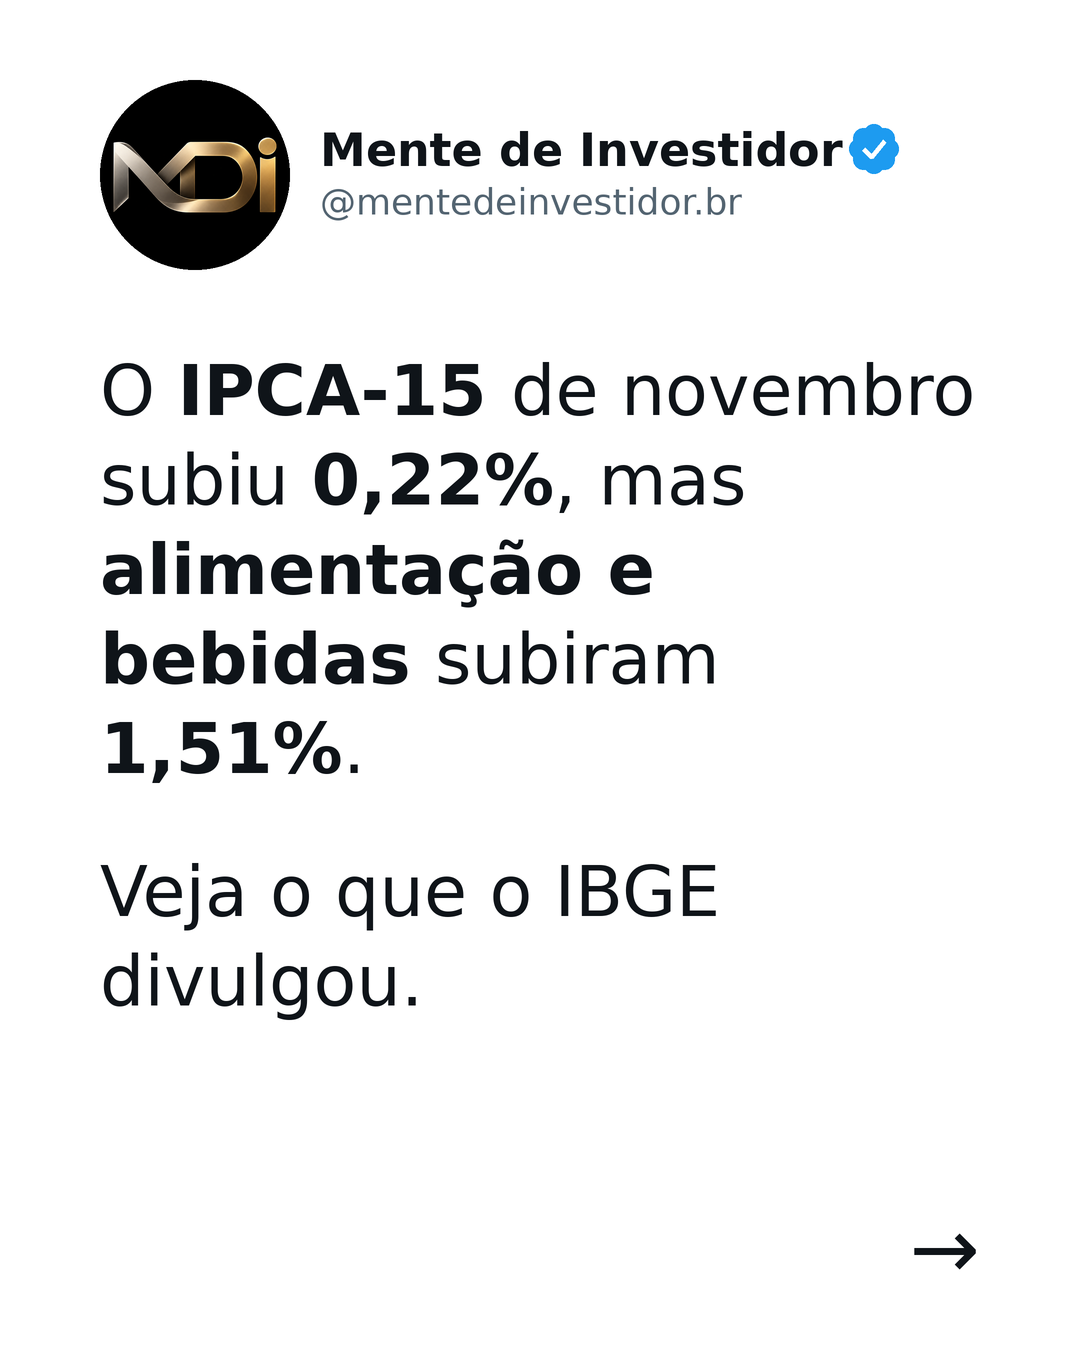 MDi
Mente de Investidor
@mentedeinvestidor.br
O IPCA-15 de novembro
subiu 0,22%, mas
alimentação e
bebidas subiram
1,51%.
Veja o que o IBGE
divulgou.
→